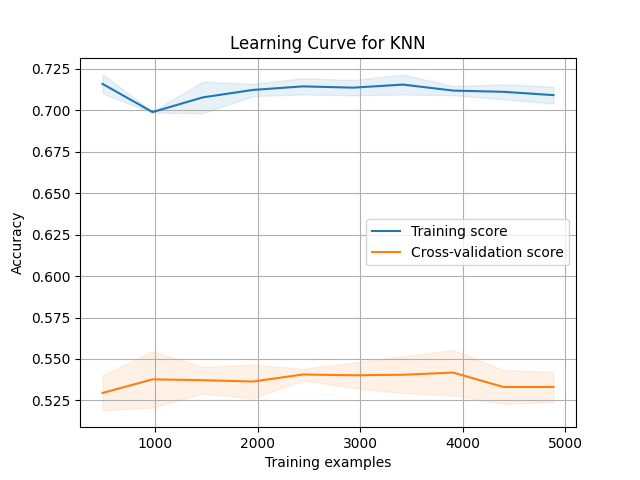 Learning Curve for KNN
0.725
0.700
0.675
0.650
0.625
0.600
0.575
0.550
0.525
Accuracy
Training score
Cross-validation score
1000 2000 3000 4000 5000
Training examples